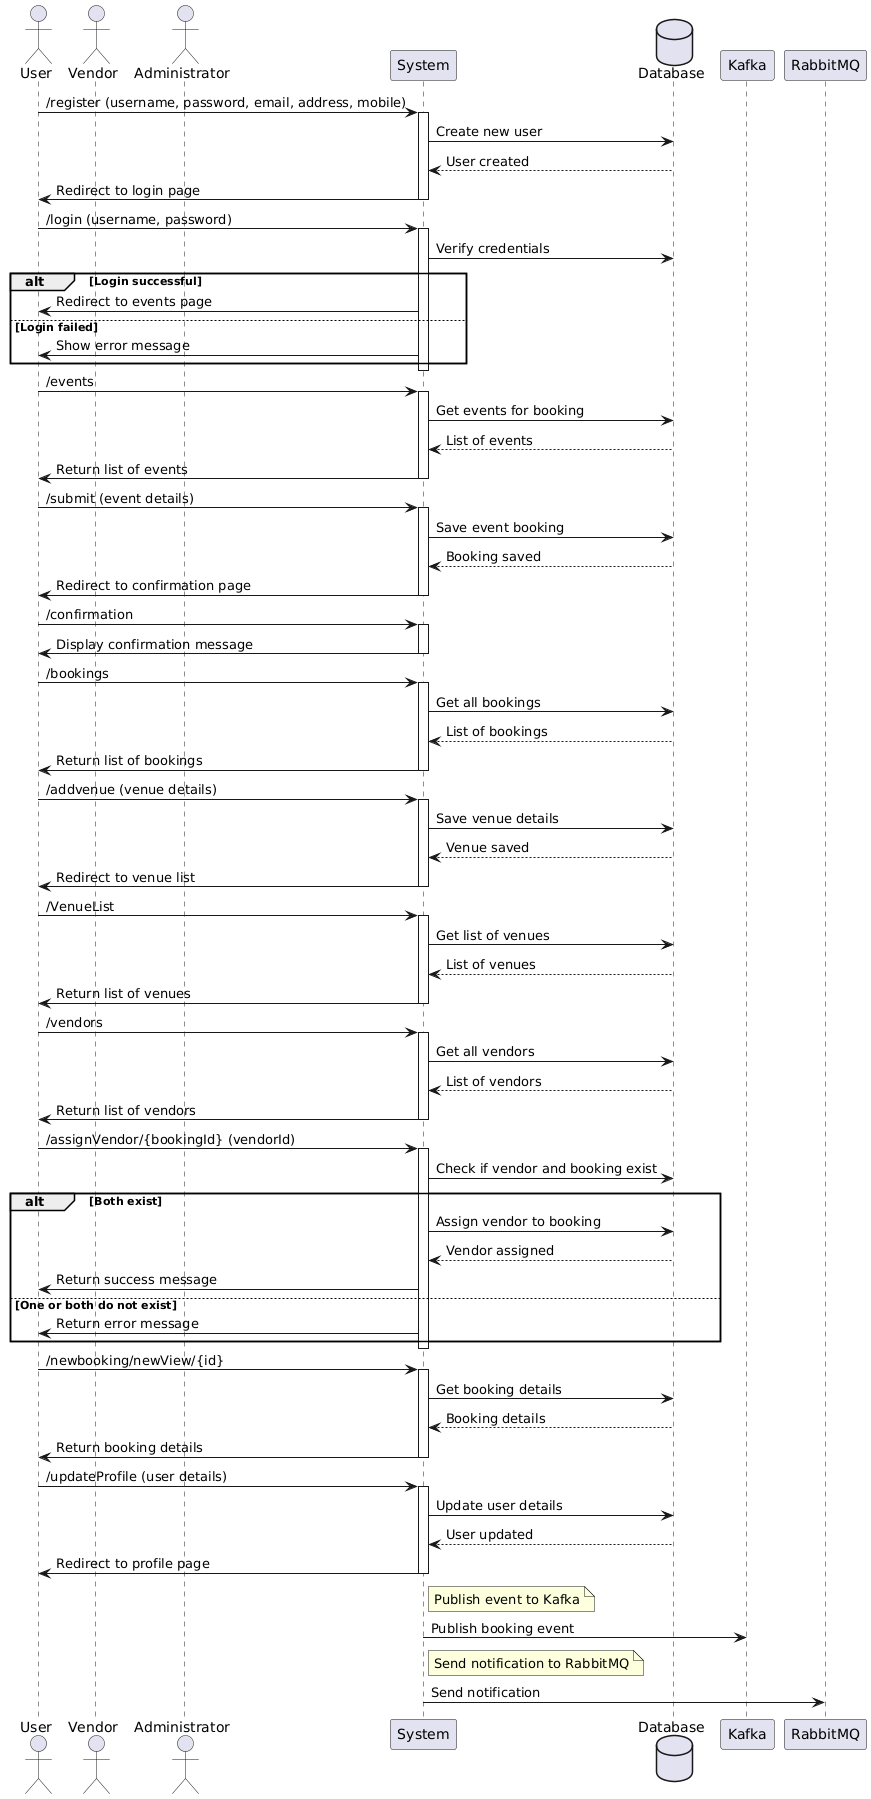 User
Vendor
Administrator
System
Database
Kafka
RabbitMQ
/register (username, password, email, address, mobile)
Create new user
User created
Redirect to login page
/login (username, password)
Verify credentials
alt
[Login successful]
Redirect to events page
[Login failed]
Show error message
/events
Get events for booking
List of events
Return list of events
/submit (event details)
Save event booking
Booking saved
Redirect to confirmation page
/confirmation
Display confirmation message
/bookings
Get all bookings
List of bookings
Return list of bookings
/addvenue (venue details)
Save venue details
Venue saved
Redirect to venue list
/VenueList
Get list of venues
List of venues
Return list of venues
/vendors
Get all vendors
List of vendors
Return list of vendors
/assignVendor/{bookingId} (vendorId)
Check if vendor and booking exist
alt
[Both exist]
Assign vendor to booking
Vendor assigned
Return success message
[One or both do not exist]
Return error message
/newbooking/newView/{id}
Get booking details
Booking details
Return booking details
/updateProfile (user details)
Update user details
User updated
Redirect to profile page
Publish event to Kafka
Publish booking event
Send notification to RabbitMQ
Send notification
User
Vendor
Administrator
System
Database
Kafka
RabbitMQ